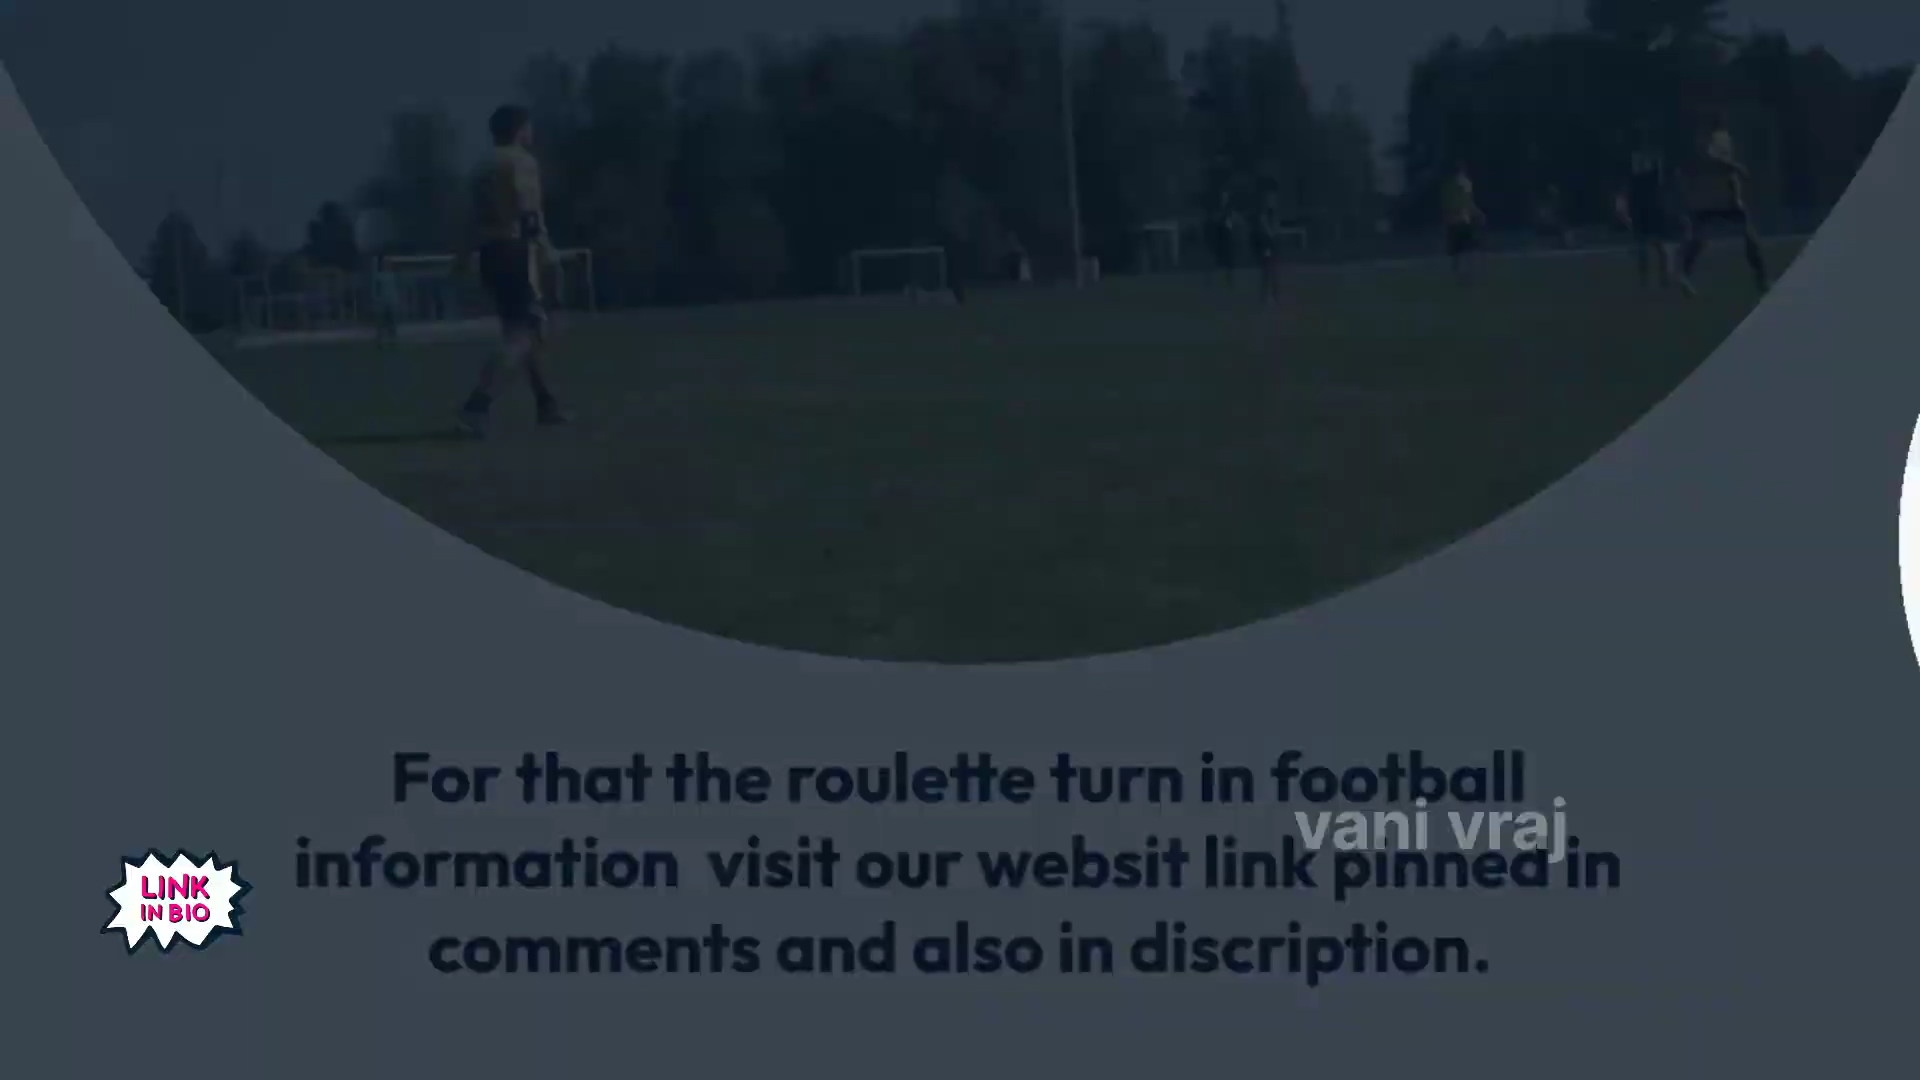 For that the roulette turn in football
vani vraj
information visit our websit link pinned in
LINK
IN BIO
comments and also in discription.